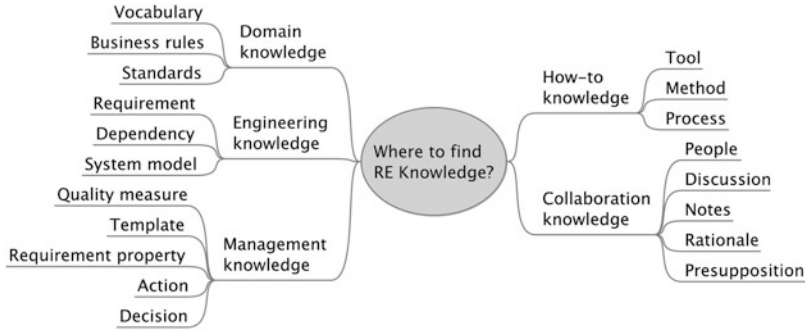 Where to find
RE Knowledge?
Domain
knowledge
Vocabulary
Business rules
Standards
Engineering
knowledge
Requirement
Dependency
System model
Management
knowledge
Quality measure
Template
Requirement property
Action
Decision
How-to
knowledge
Tool
Method
Process
Collaboration
knowledge
People
Discussion
Notes
Rationale
Presupposition